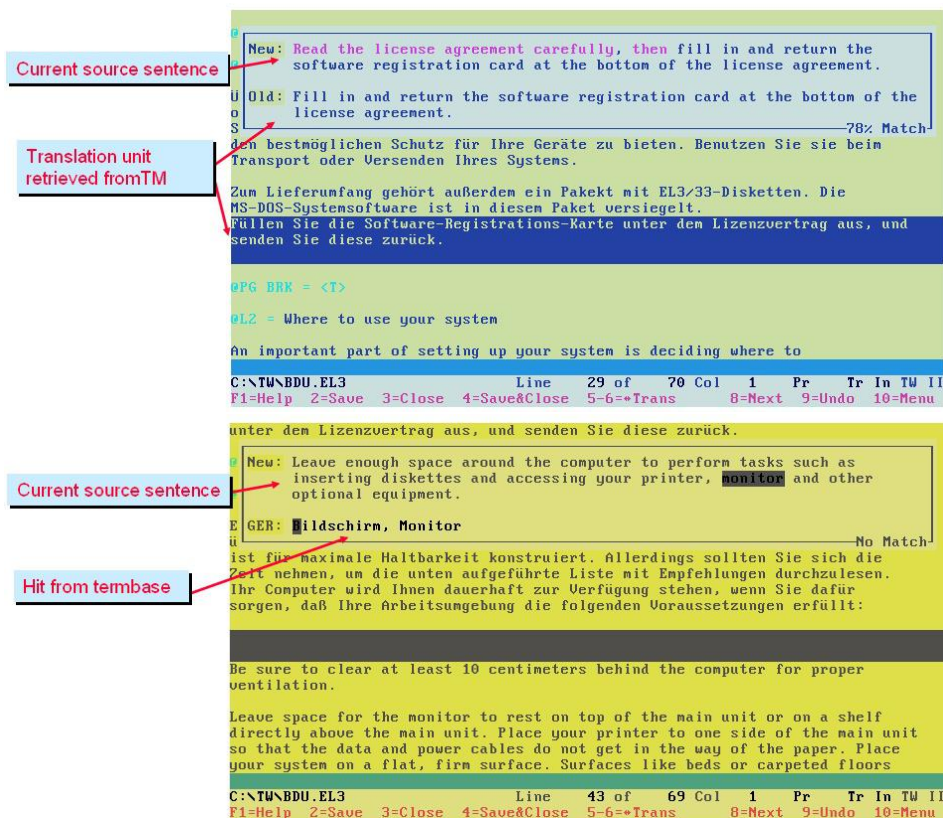 Current source sentence
Translation unit
retrieved fromTM
@
New: Read the license agreement carefully, then fill in and return the
software registration card at the bottom of the license agreement.
Ü Old: Fill in and return the software registration card at the bottom of the
o license agreement.
S 78% Match
den bestmöglichen Schutz für Ihre Geräte zu bieten. Benutzen Sie sie beim
Transport oder Versenden Ihres Systems.
Zum Lieferumfang gehört außerdem ein Pakekt mit EL3/33-Disketten. Die
MS-DOS-Systemsoftware ist in diesem Paket versiegelt.
Füllen Sie die Software-Registrations-Karte unter dem Lizenzvertrag aus, und
senden Sie diese zurück.
@PG BRK = <T>
@L2 = Where to use your system
An important part of setting up your system is deciding where to
C:\TW\BDU.EL3 Line 29 of 70 Col 1 Pr Tr In TW II
F1=Help 2=Save 3=Close 4=Save&Close 5-6=↔Trans 8=Next 9=Undo 10=Menu
Current source sentence
Hit from termbase
unter dem Lizenzvertrag aus, und senden Sie diese zurück.
@ New: Leave enough space around the computer to perform tasks such as
inserting diskettes and accessing your printer, monitor and other
optional equipment.
E GER: Bildschirm, Monitor
ü No Match
ist für maximale Haltbarkeit konstruiert. Allerdings sollten Sie sich die
Zeit nehmen, um die unten aufgeführte Liste mit Empfehlungen durchzulesen.
Ihr Computer wird Ihnen dauerhaft zur Verfügung stehen, wenn Sie dafür
sorgen, daß Ihre Arbeitsumgebung die folgenden Voraussetzungen erfüllt:
Be sure to clear at least 10 centimeters behind the computer for proper
ventilation.
Leave space for the monitor to rest on top of the main unit or on a shelf
directly above the main unit. Place your printer to one side of the main unit
so that the data and power cables do not get in the way of the paper. Place
your system on a flat, firm surface. Surfaces like beds or carpeted floors
C:\TW\BDU.EL3 Line 43 of 69 Col 1 Pr Tr In TW II
F1=Help 2=Save 3=Close 4=Save&Close 5-6=↔Trans 8=Next 9=Undo 10=Menu